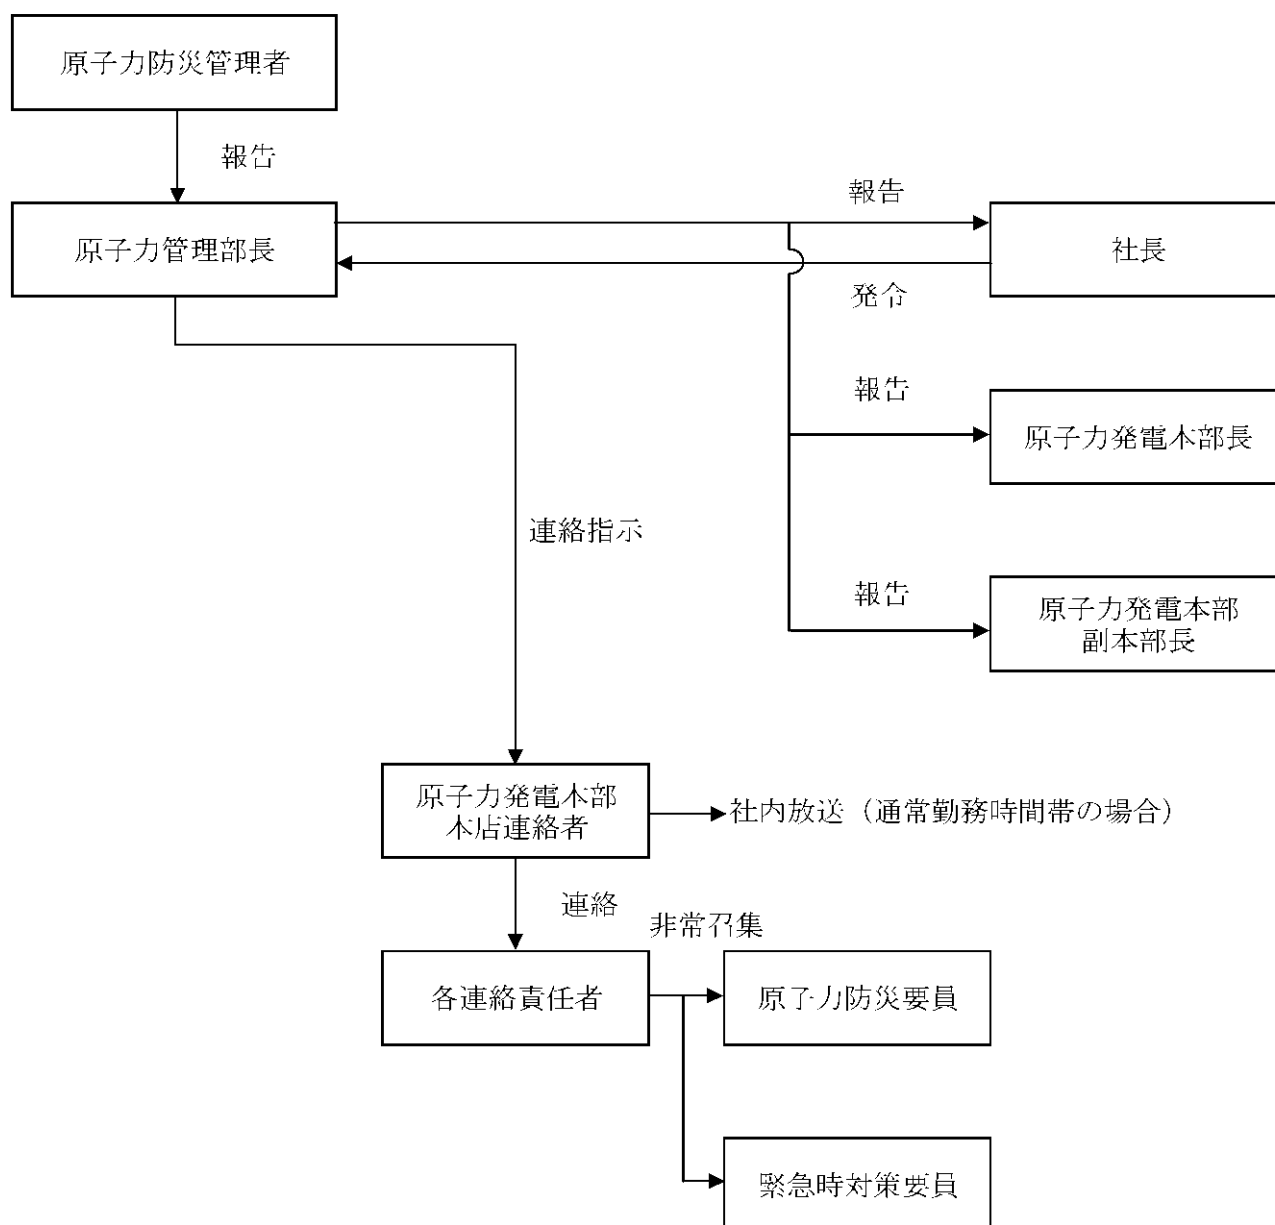 原子力防災管理者
報告
報告
原子力管理部長
社長
発令
報告
原子力発電本部長
連絡指示
報告
原子力発電本部
副本部長
原子力発電本部
本店連絡者
社内放送（通常勤務時間帯の場合）
連絡
非常召集
各連絡責任者
原子力防災要員
緊急時対策要員